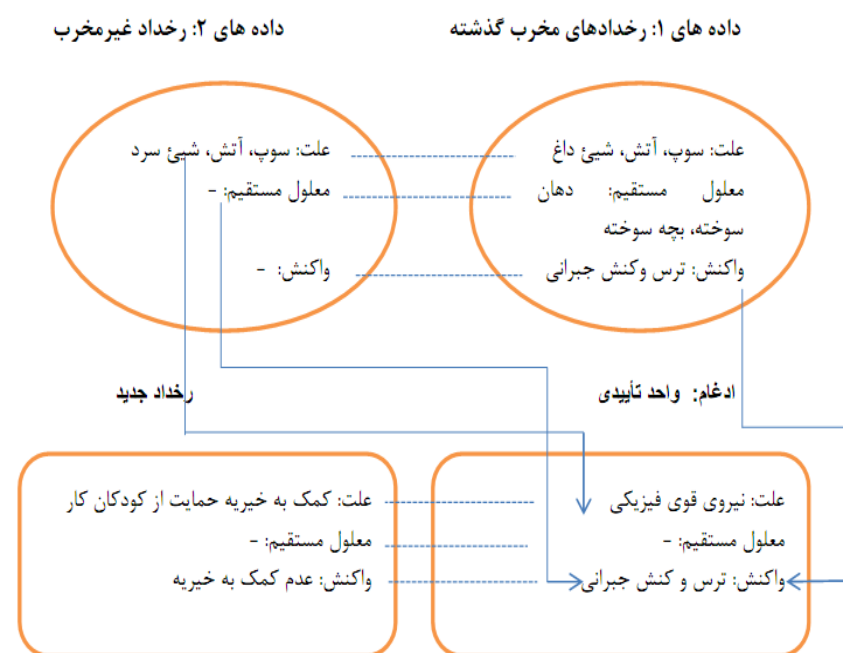 داده های ۱: رخدادهای مخرب گذشته
داده های ۲: رخداد غیرمخرب
علت: سوپ، آتش، شیئ داغ
معلول مستقیم: دهان
سوخته، بچه سوخته
واکنش: ترس وکنش جبرانی
علت: سوپ، آتش، شیئ سرد
معلول مستقیم: -
واکنش: -
ادغام: واحد تأییدی
رخداد جدید
علت: نیروی قوی فیزیکی
معلول مستقیم: -
واکنش: ترس و کنش جبرانی
علت: کمک به خیریه حمایت از کودکان کار
معلول مستقیم: -
واکنش: عدم کمک به خیریه